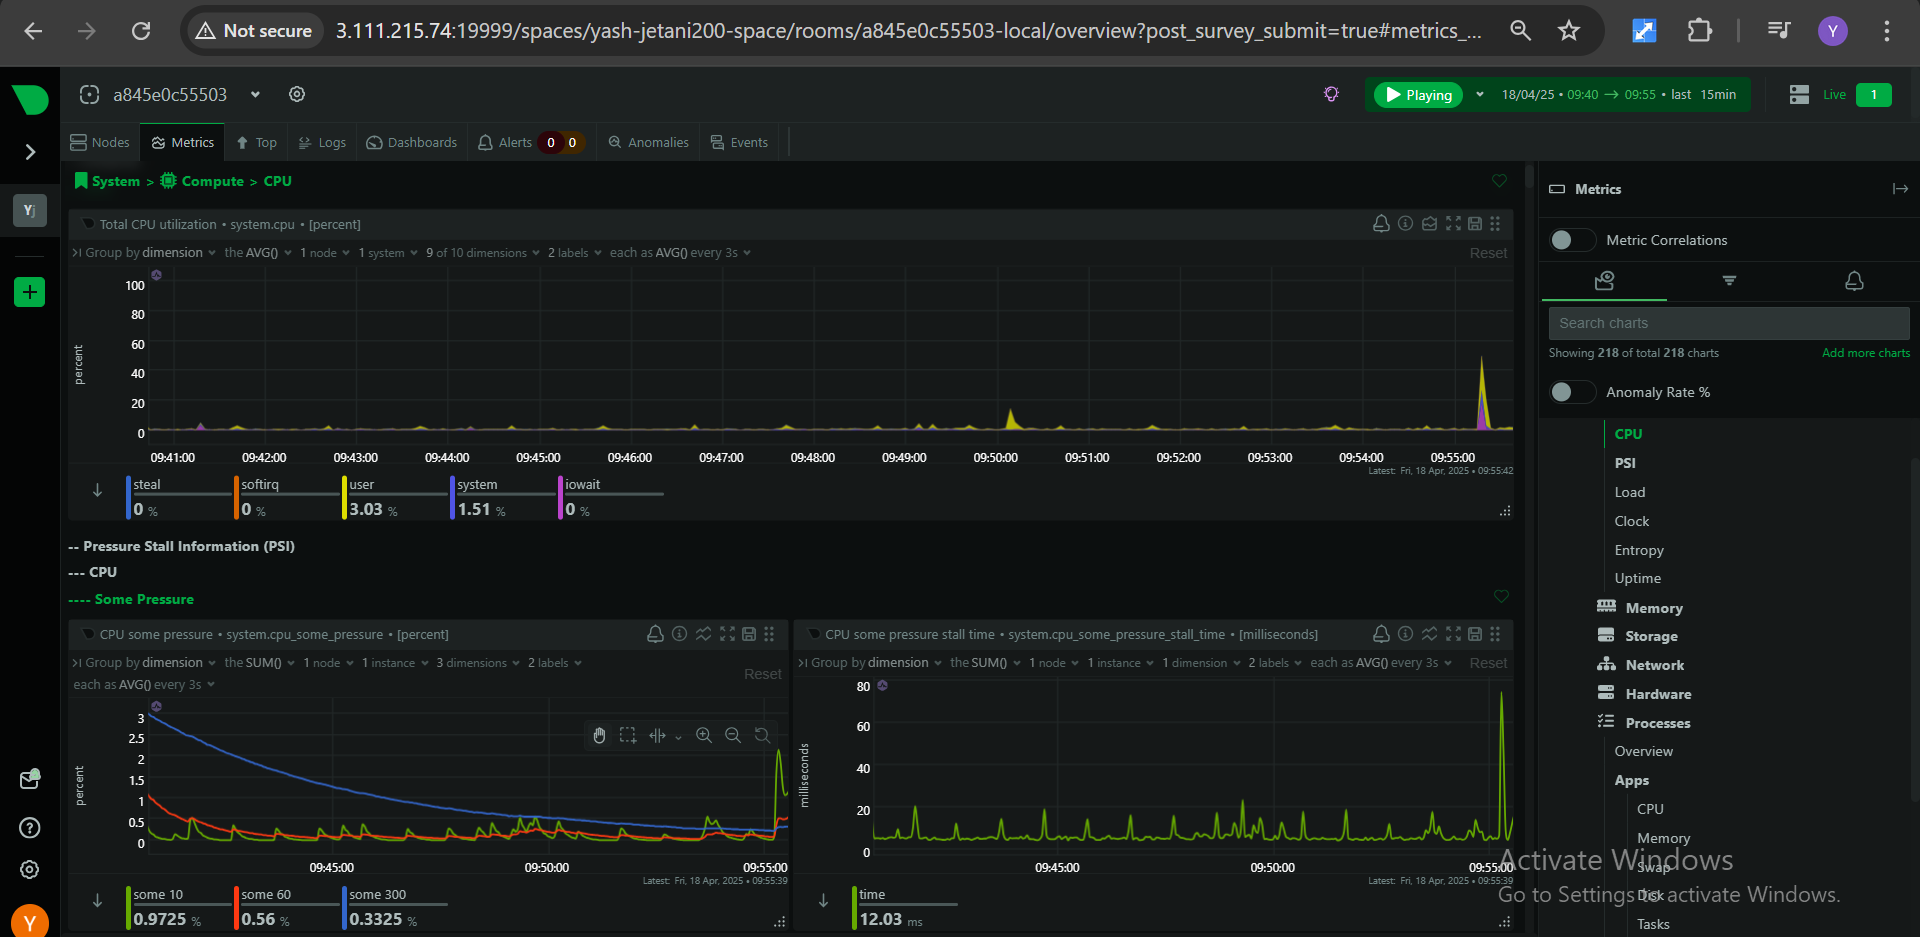 Not secure
3.111.215.74:19999/spaces/yash-jetani200-space/rooms/a845e0c55503-local/overview?post_survey_submit=true#metrics_...
Y
a845e0c55503
Playing
18/04/25 • 09:40 → 09:55 • last 15min
Live
1
Nodes
Metrics
Top
Logs
Dashboards
Alerts 0 0
Anomalies
Events
Yj
System > Compute > CPU
Total CPU utilization • system.cpu • [percent]
Group by dimension the AVG() 1 node 1 system 9 of 10 dimensions 2 labels each as AVG() every 3s
Reset
percent
100
80
60
40
20
0
09:41:00 09:42:00 09:43:00 09:44:00 09:45:00 09:46:00 09:47:00 09:48:00 09:49:00 09:50:00 09:51:00 09:52:00 09:53:00 09:54:00 09:55:00
Latest: Fri, 18 Apr, 2025 • 09:55:42
steal softirq user system iowait
0 % 0 % 3.03 % 1.51 % 0 %
-- Pressure Stall Information (PSI)
--- CPU
---- Some Pressure
CPU some pressure • system.cpu_some_pressure • [percent]
Group by dimension the SUM() 1 node 1 instance 3 dimensions 2 labels
each as AVG() every 3s
Reset
percent
3
2.5
2
1.5
1
0.5
0
09:45:00 09:50:00 09:55:00
Latest: Fri, 18 Apr, 2025 • 09:55:39
some 10 some 60 some 300
0.9725 % 0.56 % 0.3325 %
CPU some pressure stall time • system.cpu_some_pressure_stall_time • [milliseconds]
Group by dimension the SUM() 1 node 1 instance 1 dimension 2 labels each as AVG() every 3s
Reset
milliseconds
80
60
40
20
0
09:45:00 09:50:00 09:55:00
Latest: Fri, 18 Apr, 2025 • 09:55:39
time
12.03 ms
Metrics
Metric Correlations
Search charts
Showing 218 of total 218 charts
Add more charts
Anomaly Rate %
CPU
PSI
Load
Clock
Entropy
Uptime
Memory
Storage
Network
Hardware
Processes
Overview
Apps
CPU
Memory
Swap
Disk
Tasks
Activate Windows
Go to Settings to activate Windows.
Y